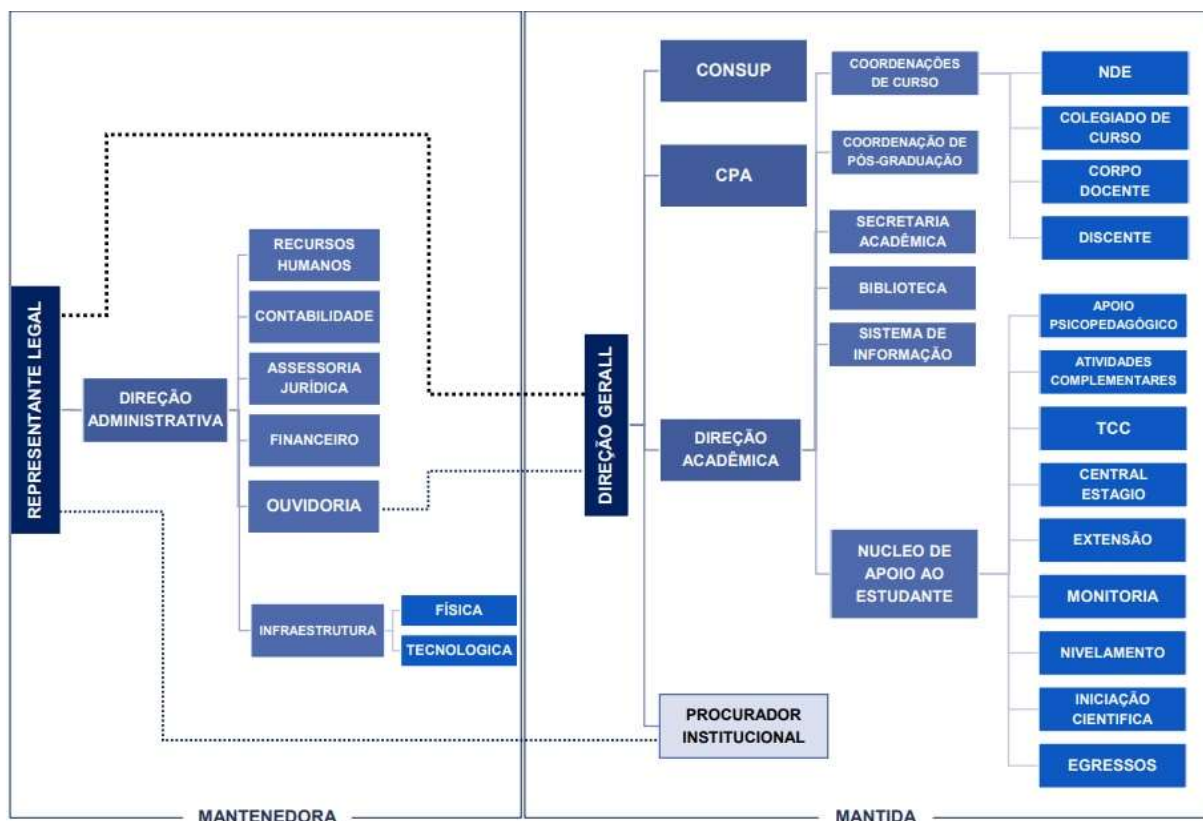 REPRESENTANTE LEGAL
DIREÇÃO
ADMINISTRATIVA
RECURSOS
HUMANOS
CONTABILIDADE
ASSESSORIA
JURÍDICA
FINANCEIRO
OUVIDORIA
INFRAESTRUTURA
FÍSICA
TECNOLOGICA
MANTENEDORA
DIREÇÃO GERALL
CONSUP
CPA
DIREÇÃO
ACADÊMICA
PROCURADOR
INSTITUCIONAL
COORDENAÇÕES
DE CURSO
COORDENAÇÃO DE
PÓS-GRADUAÇÃO
SECRETARIA
ACADÊMICA
BIBLIOTECA
SISTEMA DE
INFORMAÇÃO
NUCLEO DE
APOIO AO
ESTUDANTE
NDE
COLEGIADO DE
CURSO
CORPO
DOCENTE
DISCENTE
APOIO
PSICOPEDAGÓGICO
ATIVIDADES
COMPLEMENTARES
TCC
CENTRAL
ESTAGIO
EXTENSÃO
MONITORIA
NIVELAMENTO
INICIAÇÃO
CIENTIFICA
EGRESSOS
MANTIDA